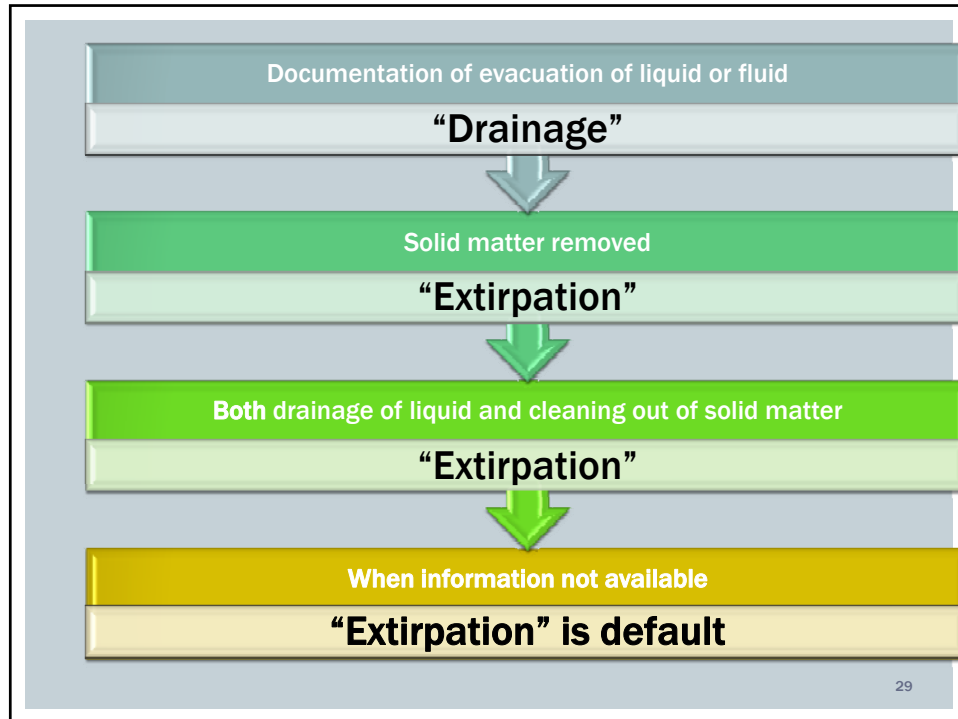 Documentation of evacuation of liquid or fluid
“Drainage”
Solid matter removed
“Extirpation”
Both drainage of liquid and cleaning out of solid matter
“Extirpation”
When information not available
“Extirpation” is default
29